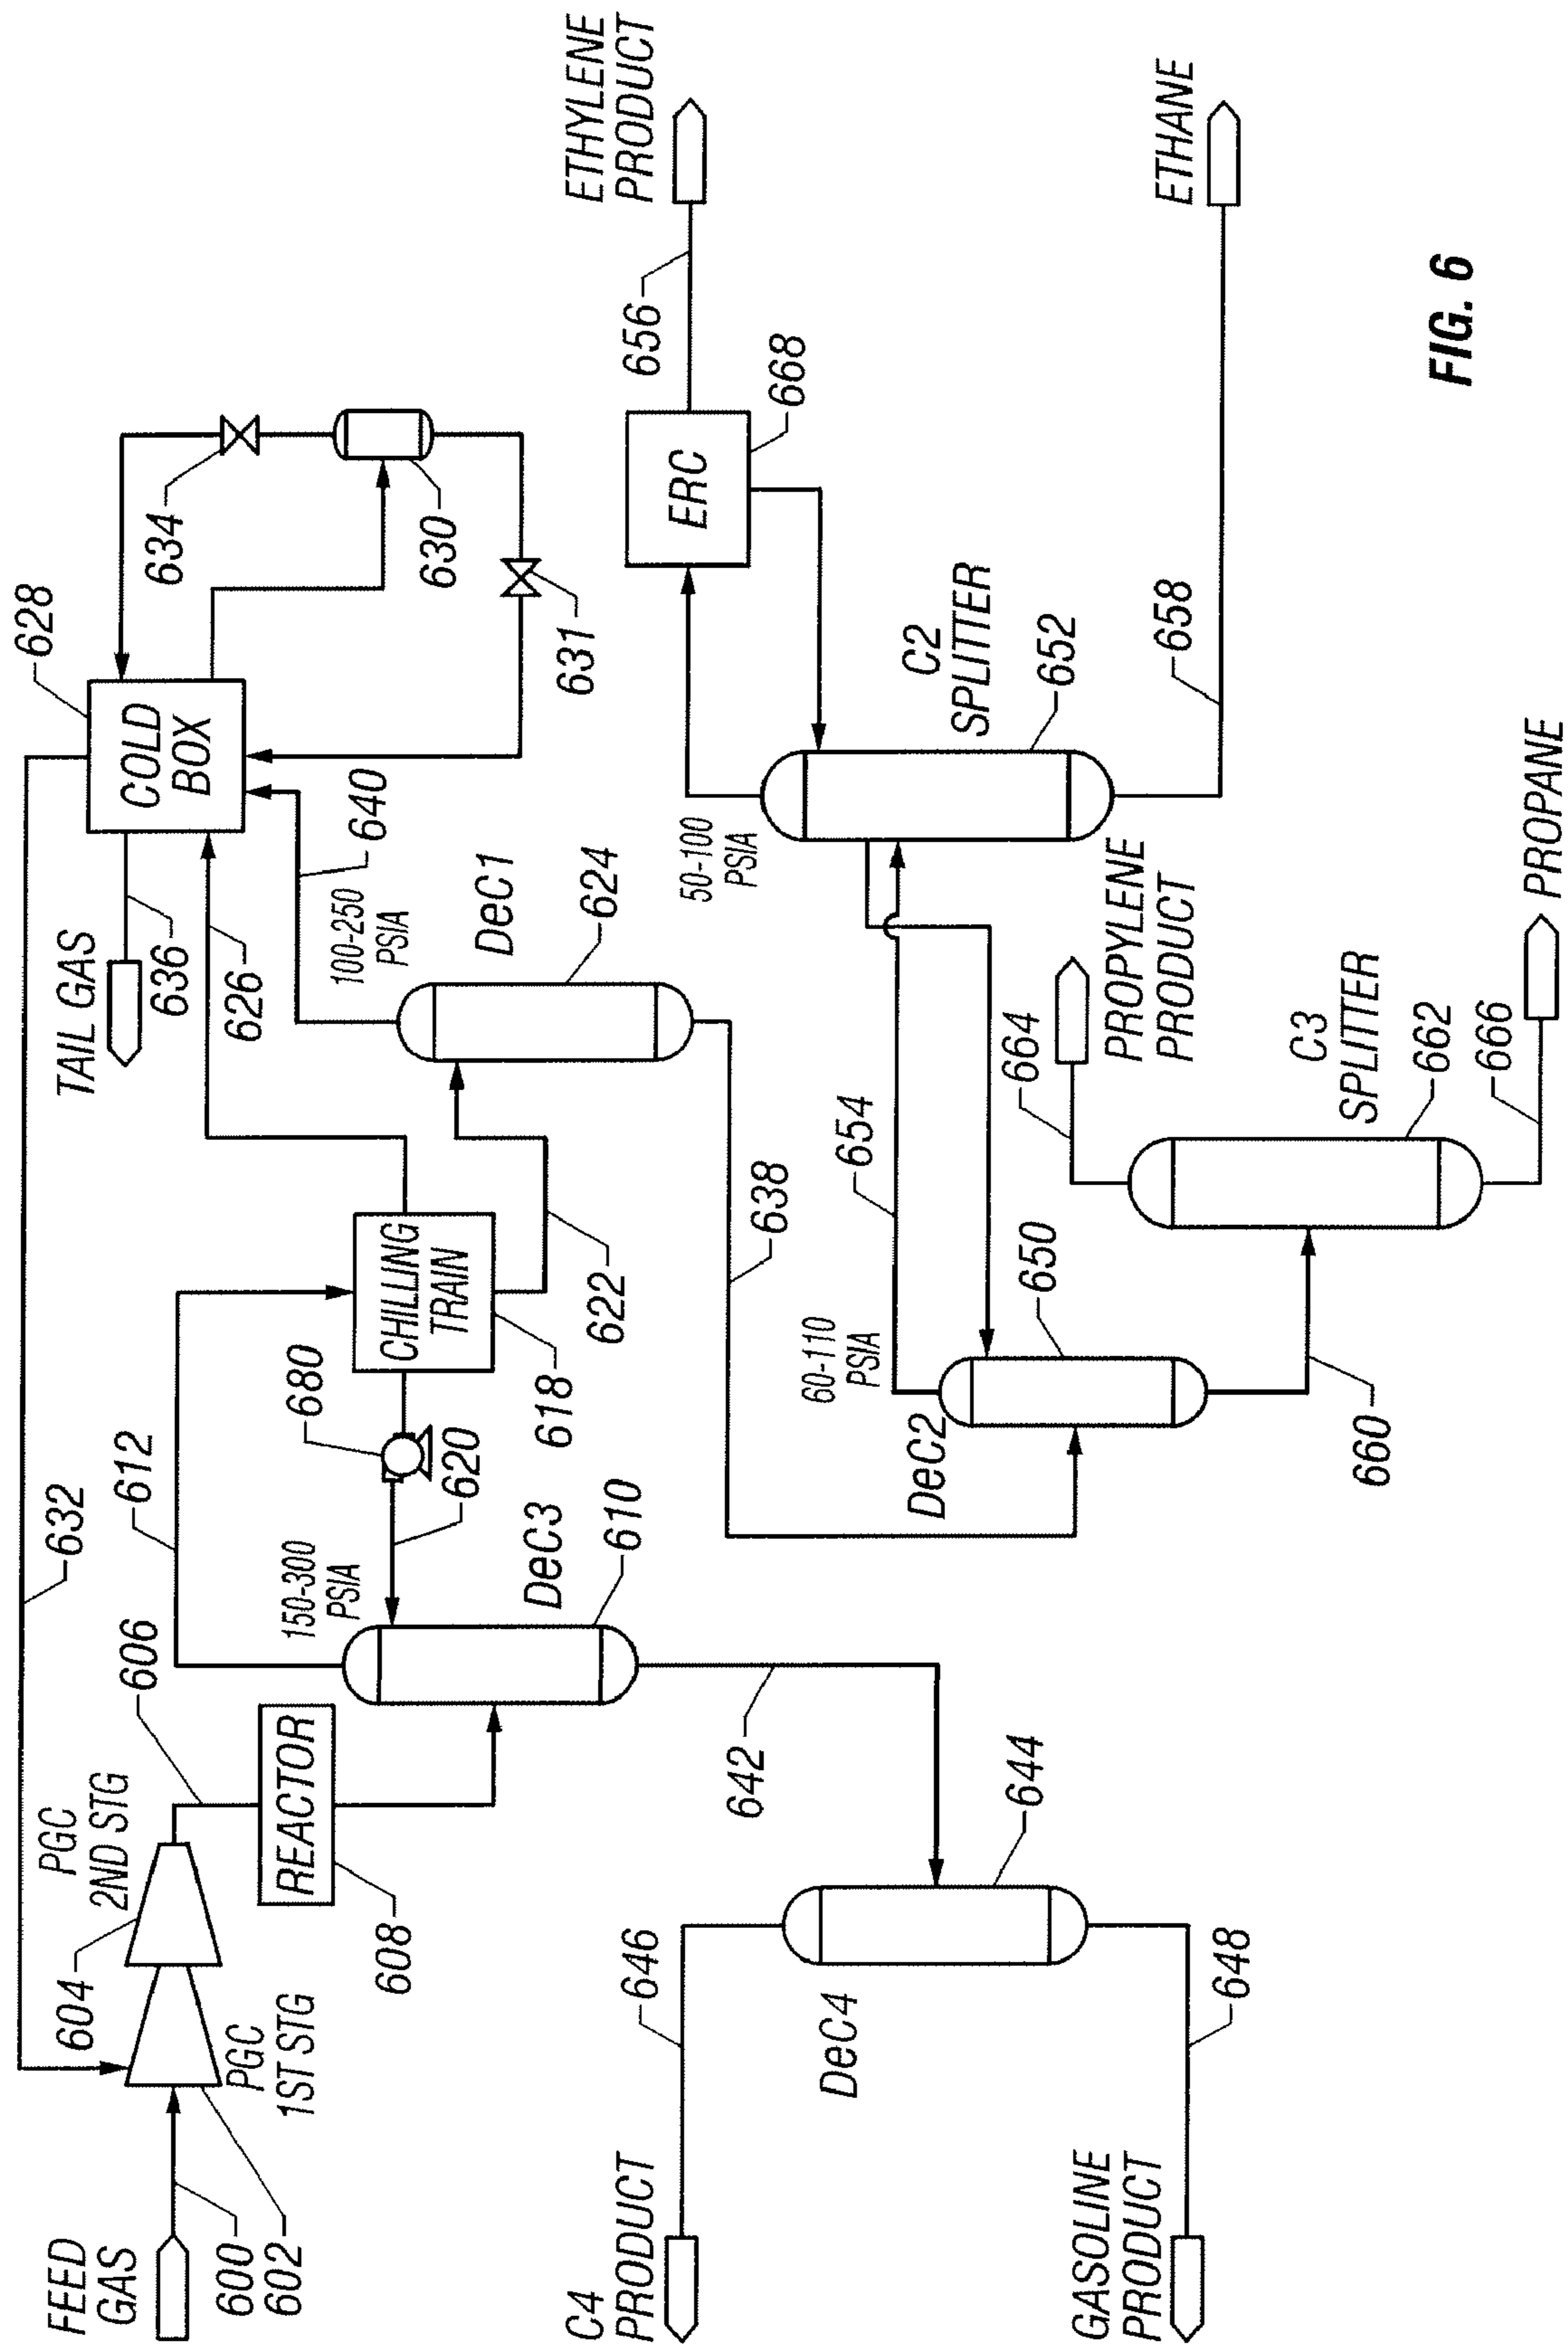 FEED
GAS
600
602
604
PGC
1ST STG
PGC
2ND STG
606
REACTOR
608
632
612
150-300
PSIA
DeC3
610
680
620
CHILLING
TRAIN
618
622
TAIL GAS
636
626
COLD
BOX
628
634
630
631
640
100-250
PSIA
DeC1
624
638
642
C4
PRODUCT
646
DeC4
644
GASOLINE
PRODUCT
648
60-110
PSIA
DeC2
650
654
660
50-100
PSIA
C2
SPLITTER
652
ERC
668
656
ETHYLENE
PRODUCT
658
ETHANE
664
PROPYLENE
PRODUCT
C3
SPLITTER
662
666
PROPANE
FIG. 6